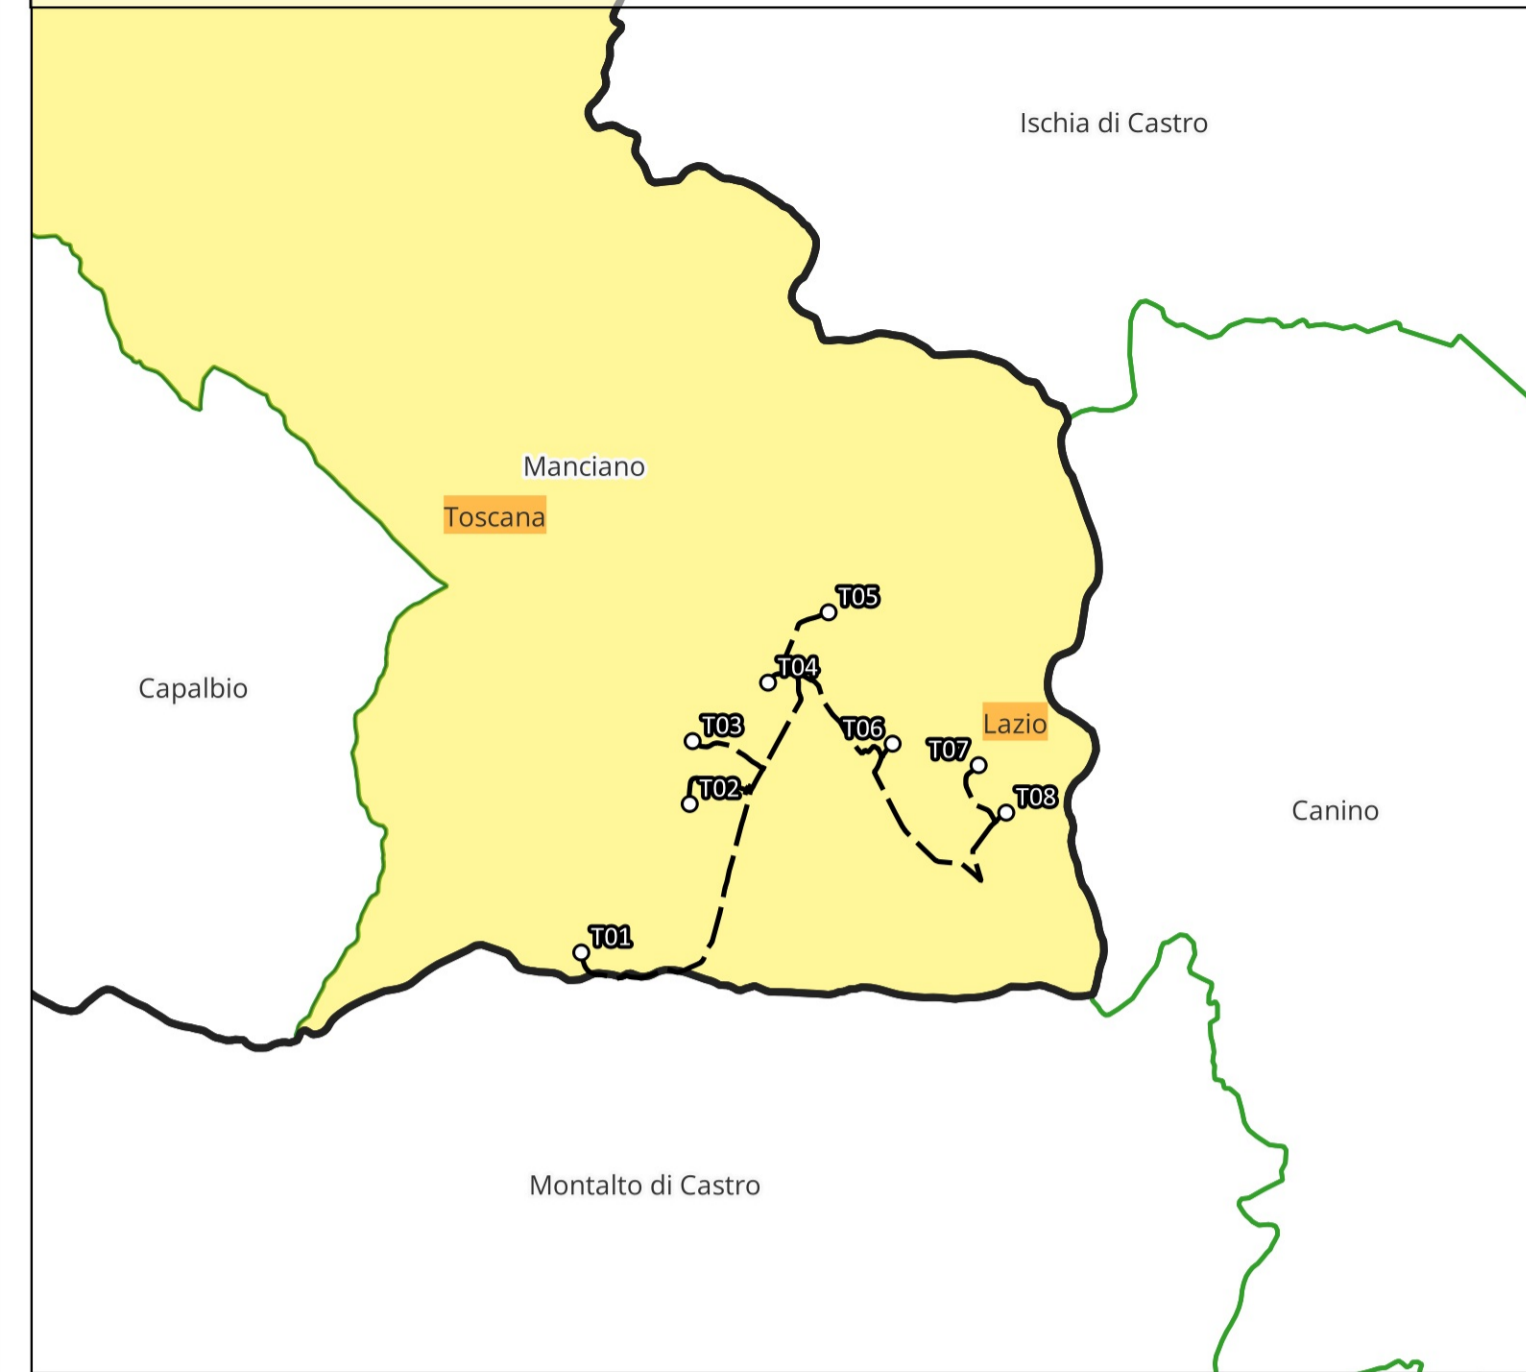 Ischia di Castro
Manciano
Toscana
T05
T04
Capalbio
T03
T06
Lazio
T07
T02
T08
Canino
T01
Montalto di Castro